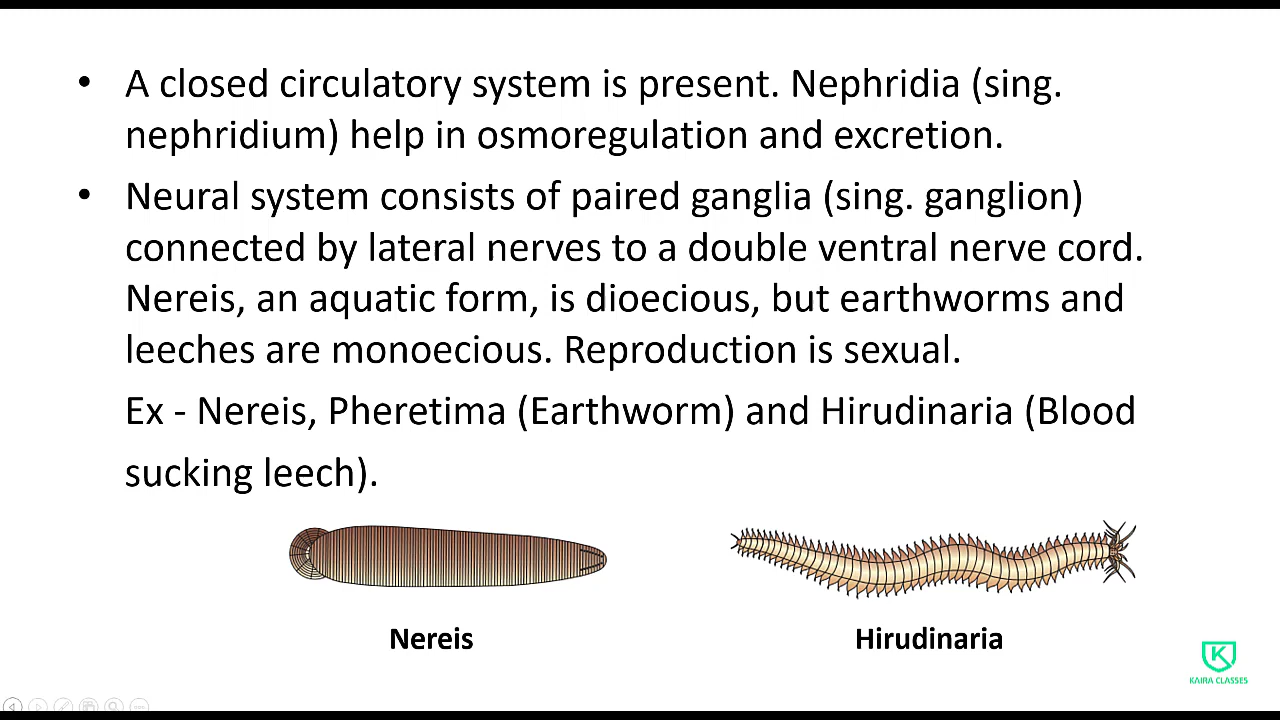 • A closed circulatory system is present. Nephridia (sing.
nephridium) help in osmoregulation and excretion.
• Neural system consists of paired ganglia (sing. ganglion)
connected by lateral nerves to a double ventral nerve cord.
Nereis, an aquatic form, is dioecious, but earthworms and
leeches are monoecious. Reproduction is sexual.
Ex - Nereis, Pheretima (Earthworm) and Hirudinaria (Blood
sucking leech).
Nereis
Hirudinaria
K
KAIRA CLASSES